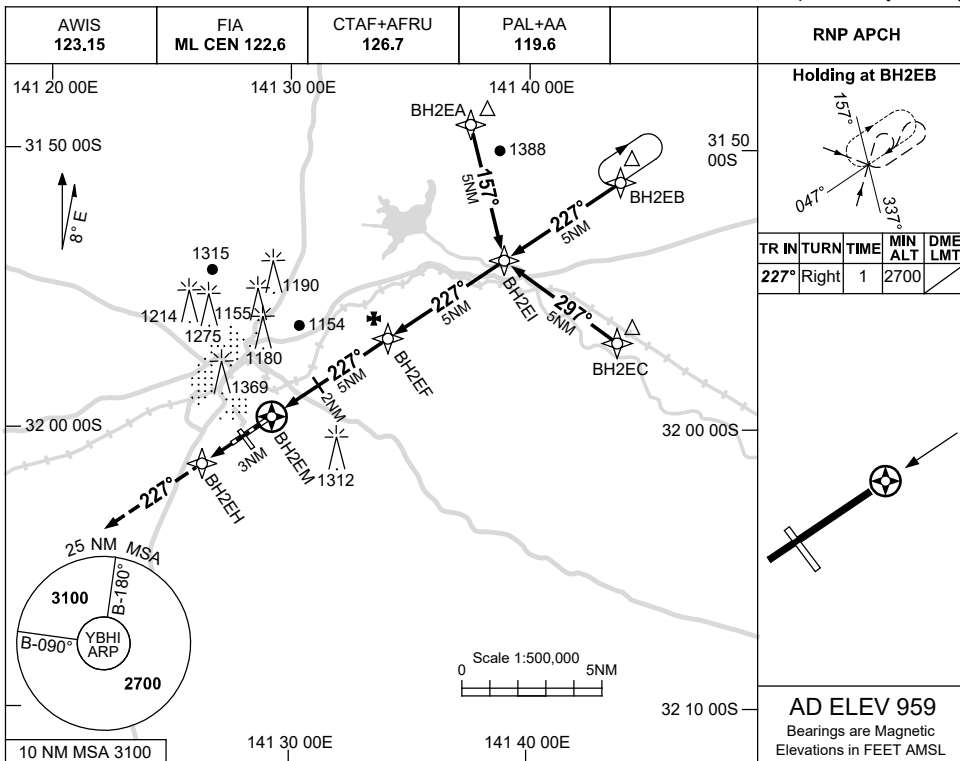 AWIS
123.15
FIA
ML CEN 122.6
CTAF+AFRU
126.7
PAL+AA
119.6
RNP APCH
141 20 00E
141 30 00E
141 40 00E
Holding at BH2EB
157°
047°
337°
TR IN TURN TIME MIN ALT DME LMT
227° Right 1 2700
31 50 00S
31 50
00S
8° E
BH2EA
1388
157°
5NM
BH2EB
227°
5NM
BH2EI
297°
5NM
BH2EC
227°
5NM
BH2EF
227°
5NM
2NM
1315
1190
1214
1155
1275
1154
1180
1369
32 00 00S
32 00 00S
BH2EM
1312
3NM
BH2EH
227°
25 NM MSA
3100
B-180°
B-090°
YBHI
ARP
2700
Scale 1:500,000
0 5NM
32 10 00S
10 NM MSA 3100
141 30 00E
141 40 00E
AD ELEV 959
Bearings are Magnetic
Elevations in FEET AMSL